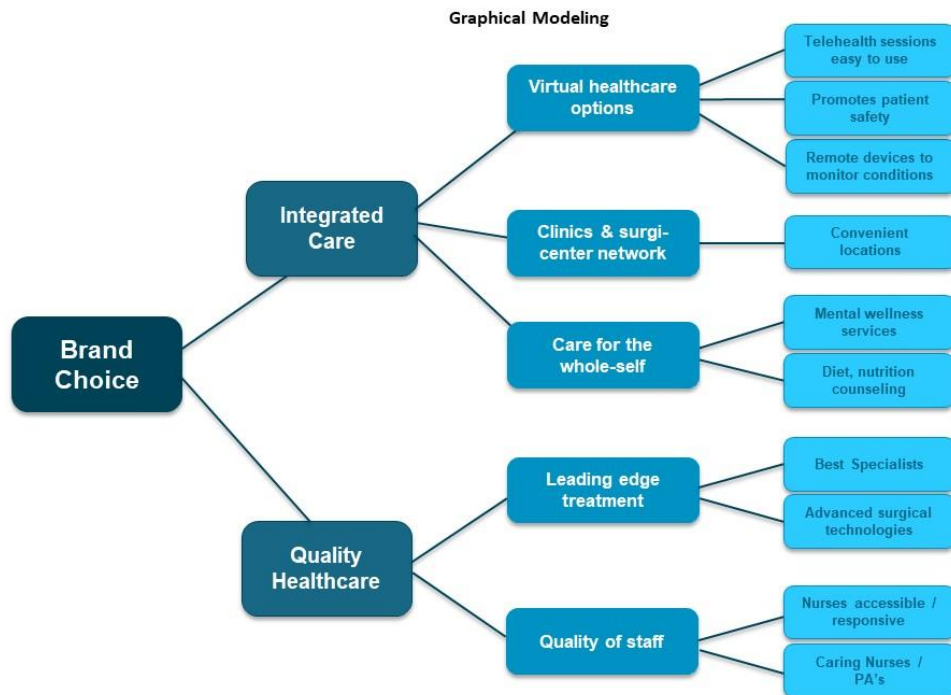 Graphical Modeling
Telehealth sessions
easy to use
Virtual healthcare
options
Promotes patient
safety
Remote devices to
monitor conditions
Integrated
Care
Clinics & surgi-
center network
Convenient
locations
Brand
Choice
Care for the
whole-self
Mental wellness
services
Diet, nutrition
counseling
Leading edge
treatment
Best Specialists
Advanced surgical
technologies
Quality
Healthcare
Quality of staff
Nurses accessible /
responsive
Caring Nurses /
PA's